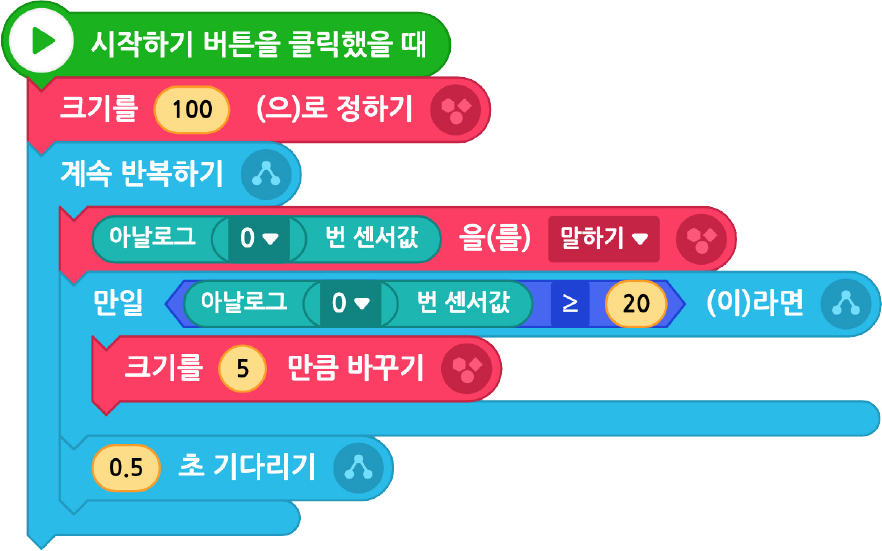 시작하기 버튼을 클릭했을 때
크기를 100 (으)로 정하기
계속 반복하기
아날로그 0 번 센서값 을(를) 말하기
만일 아날로그 0 번 센서값 ≥ 20 (이)라면
크기를 5 만큼 바꾸기
0.5 초 기다리기